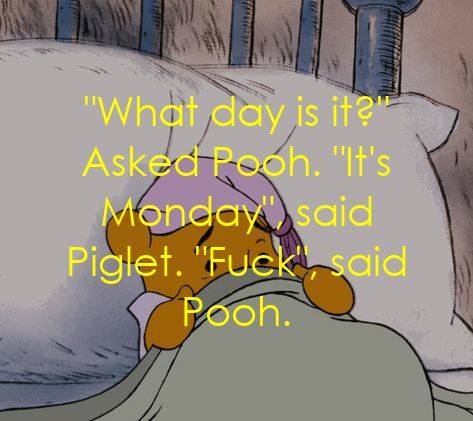 "What day is it?"
Asked Pooh. "It's
Monday", said
Piglet. "Fuck", said
Pooh.